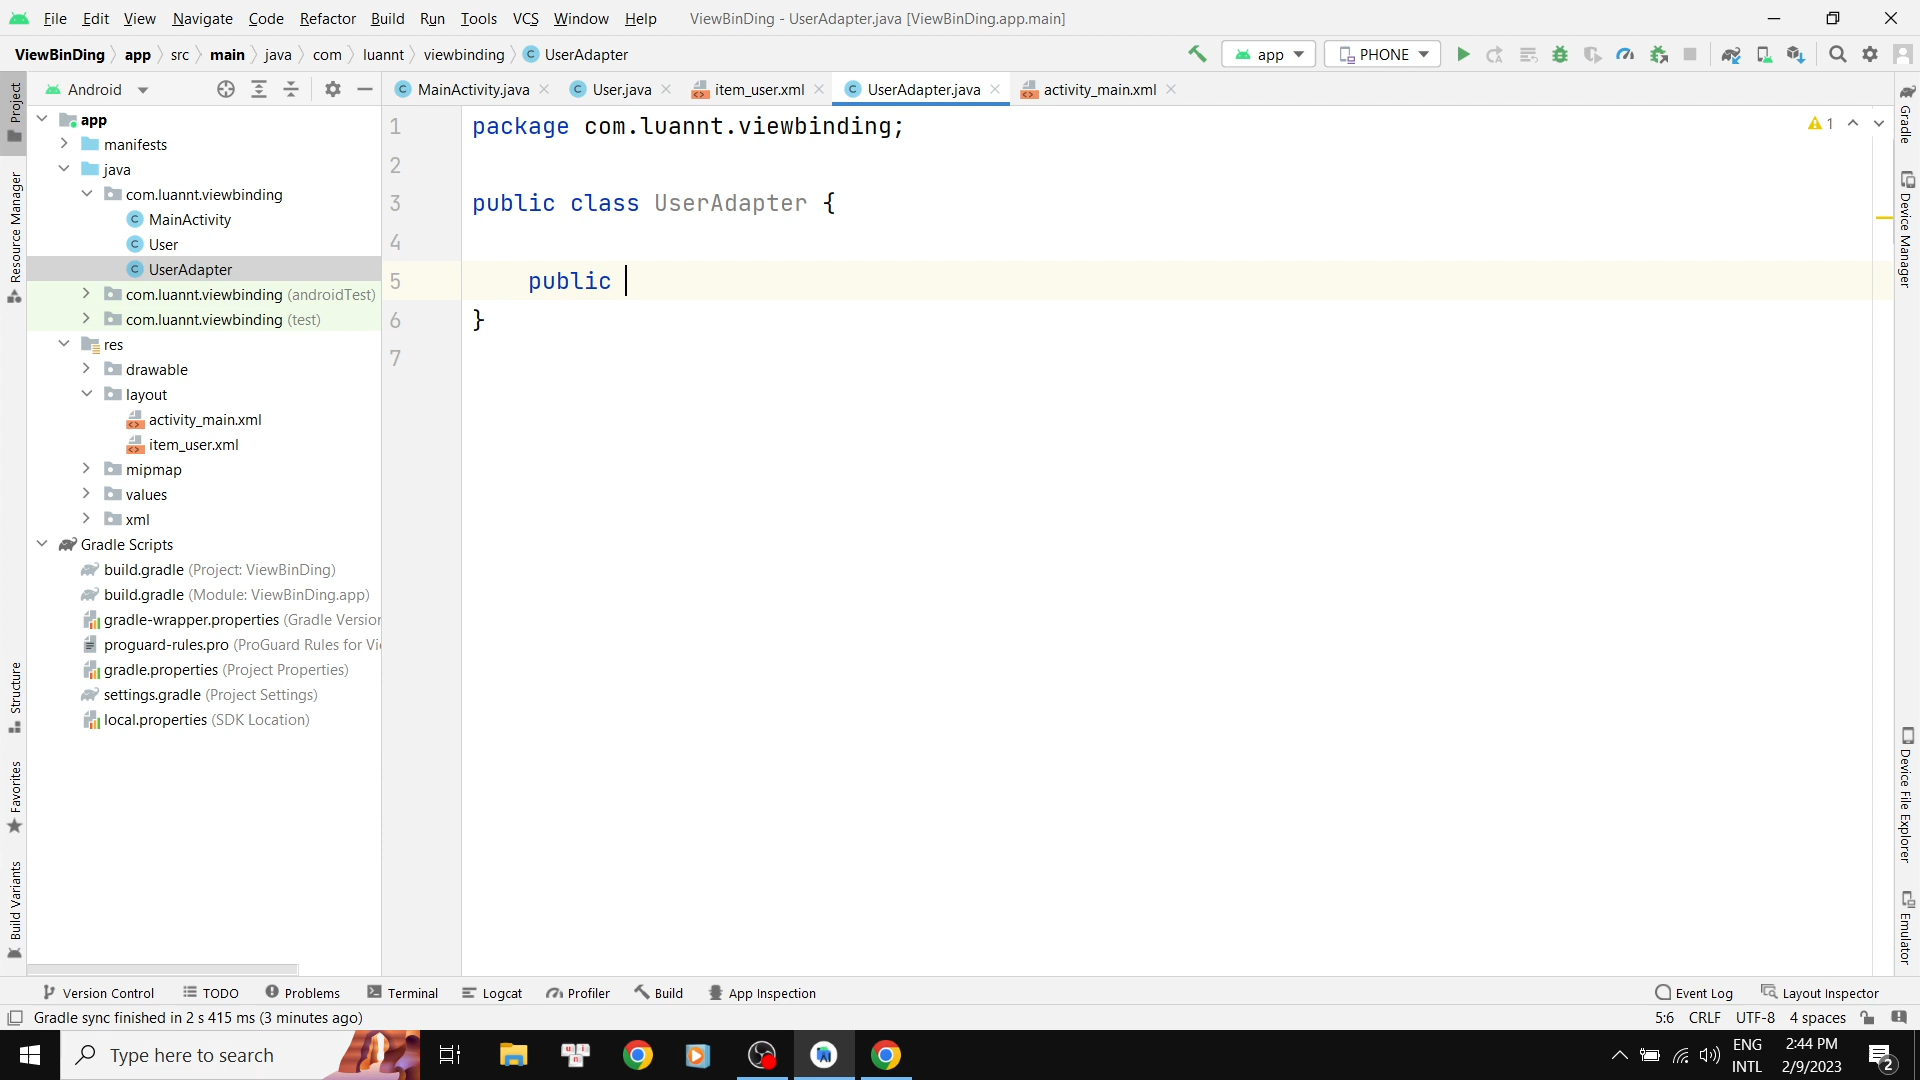 File Edit View Navigate Code Refactor Build Run Tools VCS Window Help ViewBinDing - UserAdapter.java [ViewBinDing.app.main]
ViewBinDing app src main java com luannt viewbinding UserAdapter app PHONE
Project Android MainActivity.java User.java item_user.xml UserAdapter.java activity_main.xml Gradle
app
manifests
java
com.luannt.viewbinding
MainActivity
User
UserAdapter
com.luannt.viewbinding (androidTest)
com.luannt.viewbinding (test)
res
drawable
layout
activity_main.xml
item_user.xml
mipmap
values
xml
Gradle Scripts
build.gradle (Project: ViewBinDing)
build.gradle (Module: ViewBinDing.app)
gradle-wrapper.properties (Gradle Version
proguard-rules.pro (ProGuard Rules for Vi
gradle.properties (Project Properties)
settings.gradle (Project Settings)
local.properties (SDK Location)
Resource Manager
Structure
Favorites
Build Variants
1 package com.luannt.viewbinding;
2
3 public class UserAdapter {
4
5 public
6 }
7
1
Device Manager
Device File Explorer
Emulator
Version Control TODO Problems Terminal Logcat Profiler Build App Inspection Event Log Layout Inspector
Gradle sync finished in 2 s 415 ms (3 minutes ago) 5:6 CRLF UTF-8 4 spaces
Type here to search
ENG
INTL
2:44 PM
2/9/2023
2